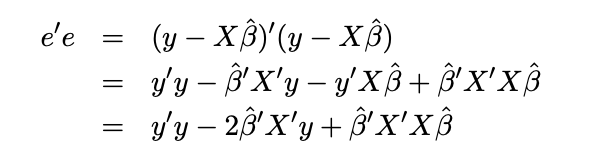 e′e = (y − Xβ̂)′(y − Xβ̂)
= y′y − β̂′X′y − y′Xβ̂ + β̂′X′Xβ̂
= y′y − 2β̂′X′y + β̂′X′Xβ̂